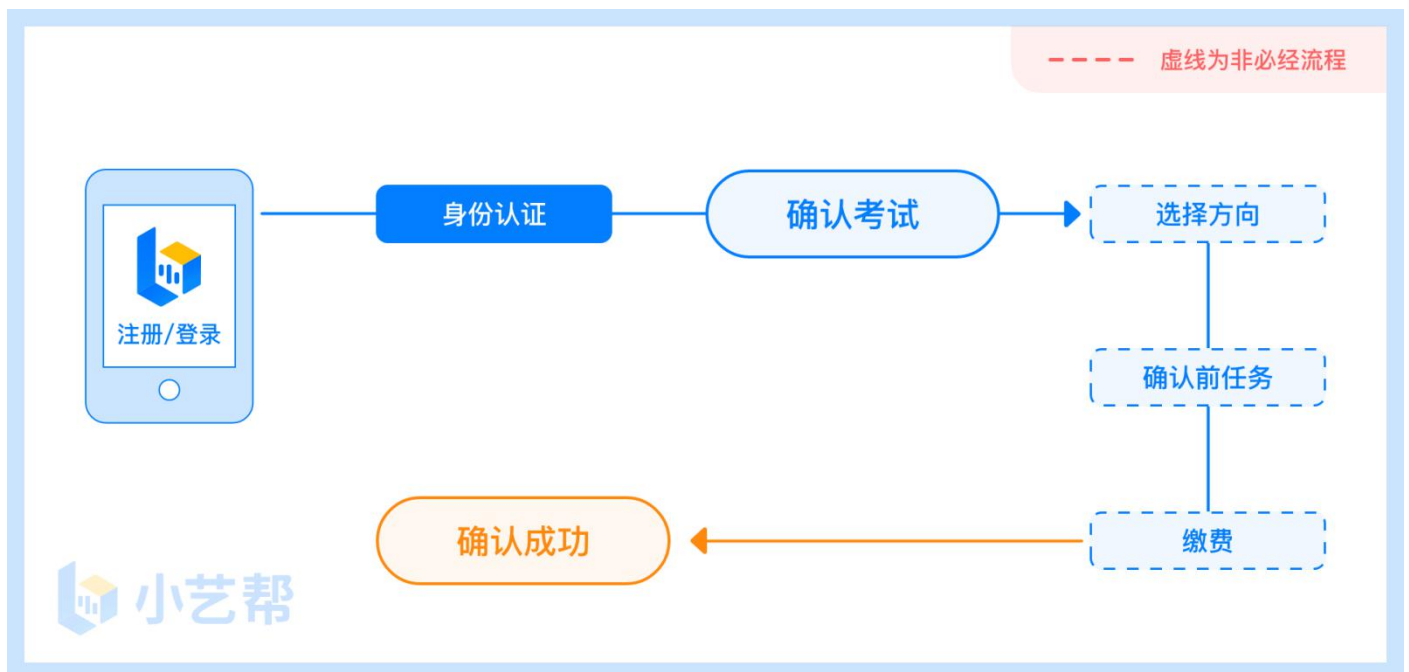 虚线为非必经流程
注册/登录
身份认证
确认考试
选择方向
确认前任务
缴费
确认成功
小艺帮